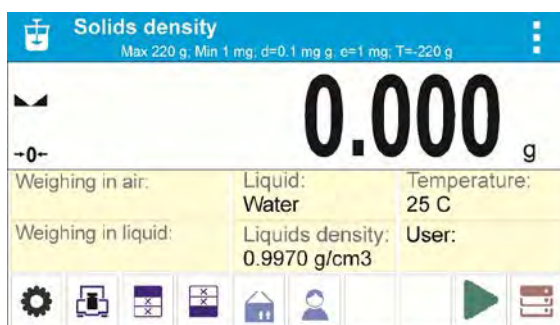 Solids density
Max 220 g; Min 1 mg; d=0.1 mg g; e=1 mg; T=-220 g
0.000 g
→0←
Weighing in air:
Liquid:
Water
Temperature:
25 C
Weighing in liquid:
Liquids density:
0.9970 g/cm3
User: